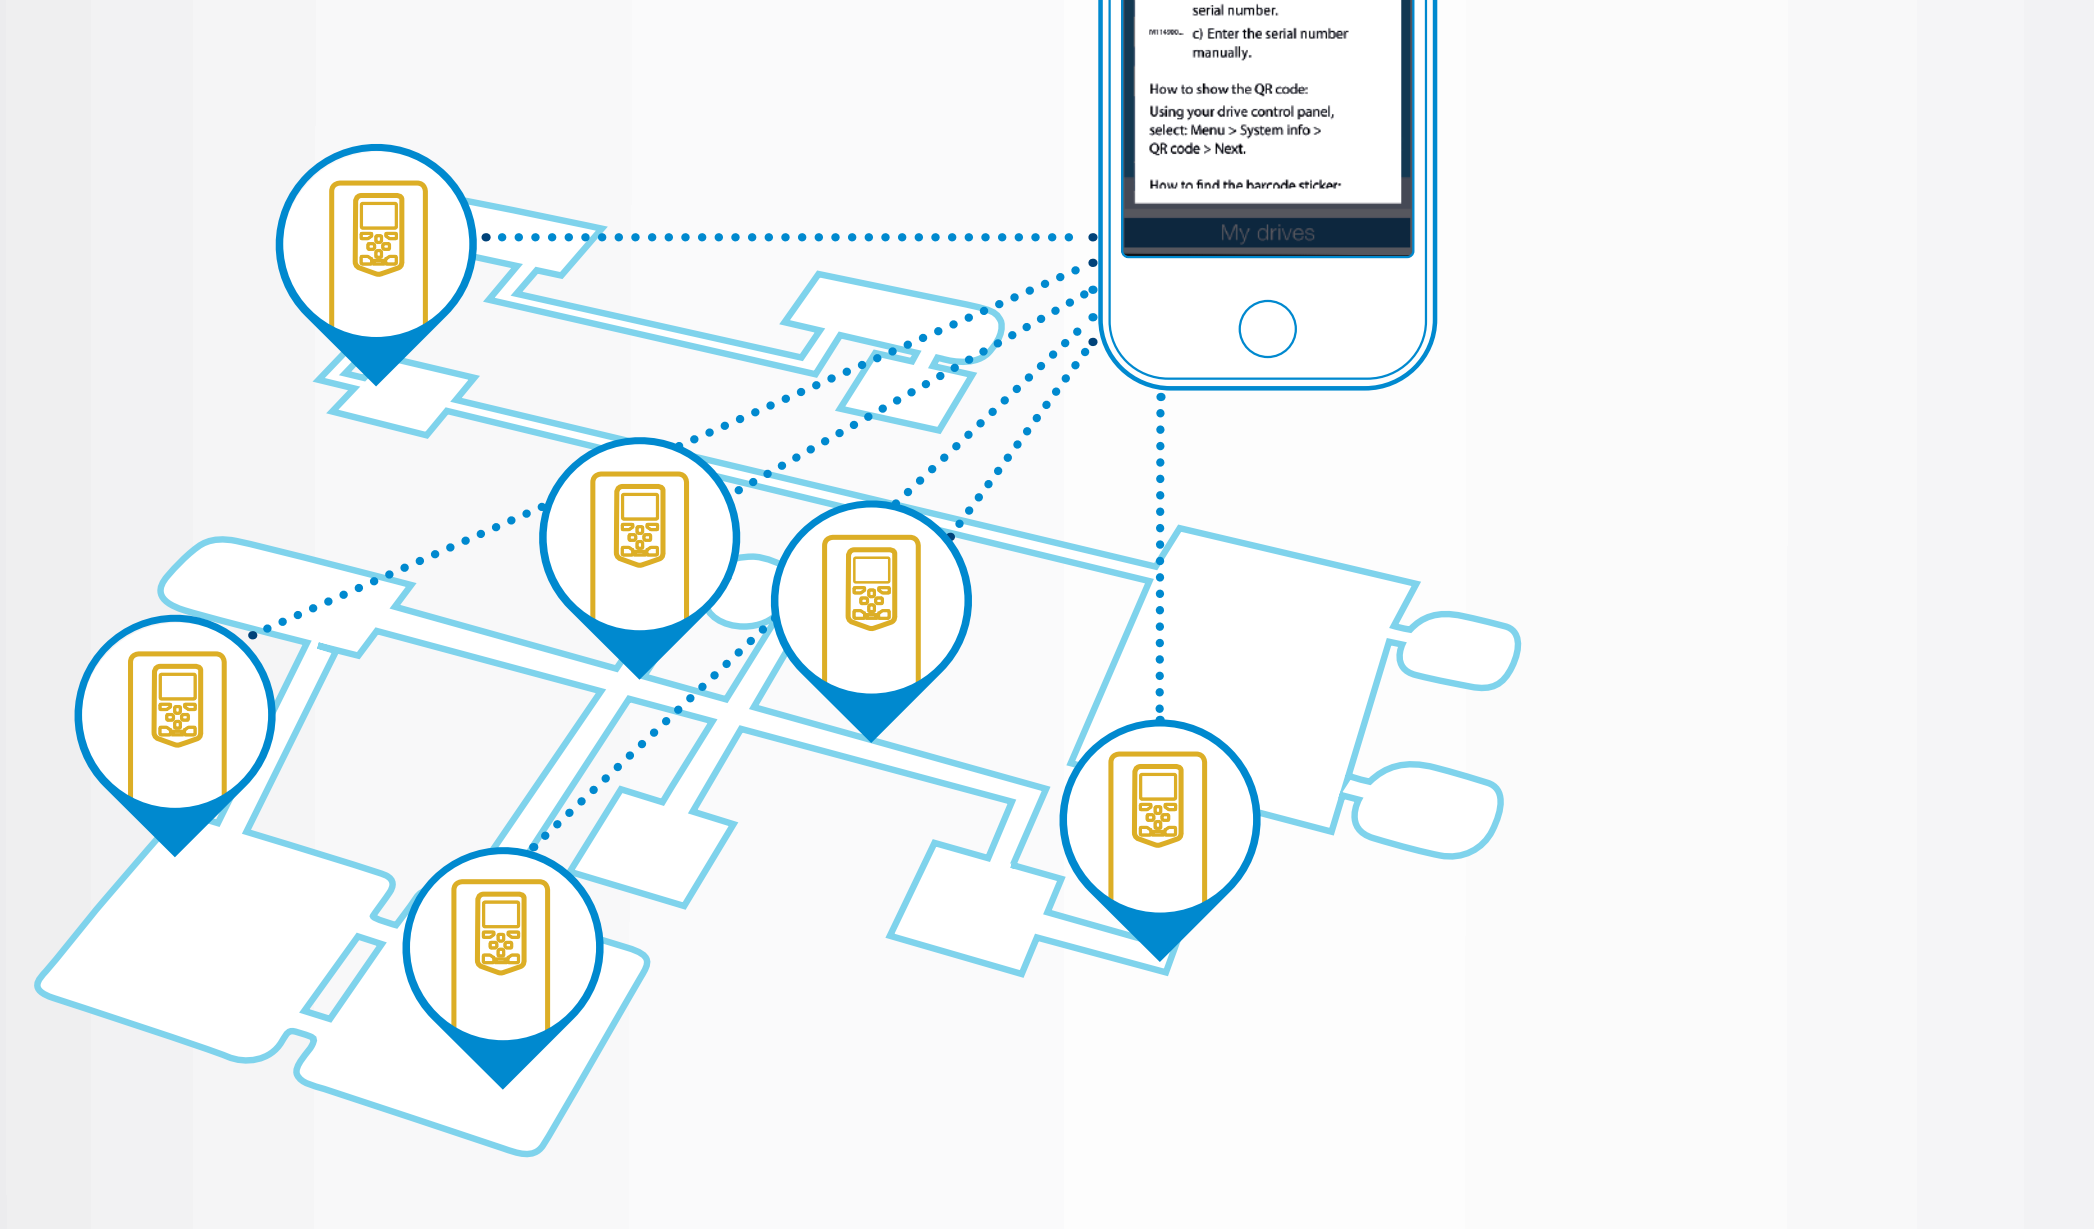 serial number.
c) Enter the serial number
manually.
How to show the QR code:
Using your drive control panel,
select: Menu > System info >
QR code > Next.
How to find the barcode sticker:
My drives